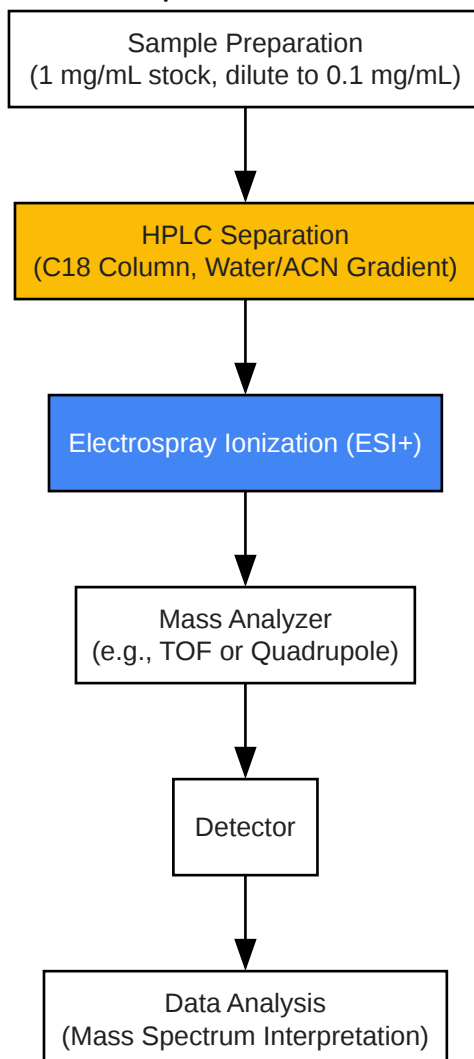 Sample Preparation
(1 mg/mL stock, dilute to 0.1 mg/mL)
HPLC Separation
(C18 Column, Water/ACN Gradient)
Electrospray Ionization (ESI+)
Mass Analyzer
(e.g., TOF or Quadrupole)
Detector
Data Analysis
(Mass Spectrum Interpretation)